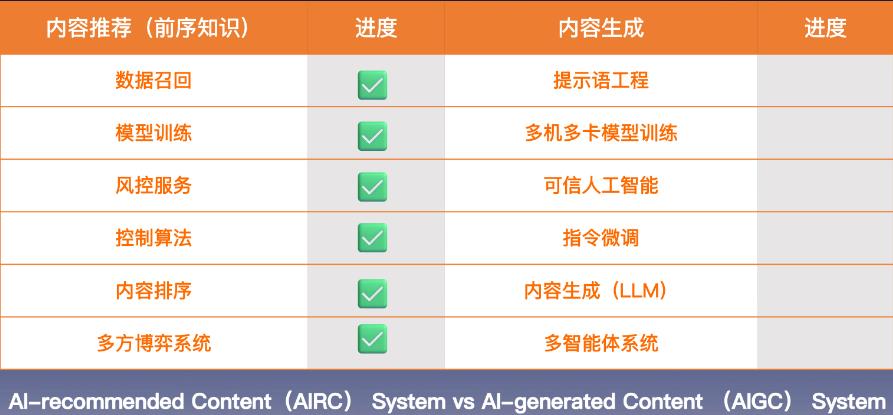 内容推荐（前序知识） 进度 内容生成 进度
数据召回 提示语工程
模型训练 多机多卡模型训练
风控服务 可信人工智能
控制算法 指令微调
内容排序 内容生成（LLM）
多方博弈系统 多智能体系统
AI-recommended Content（AIRC） System vs AI-generated Content （AIGC） System